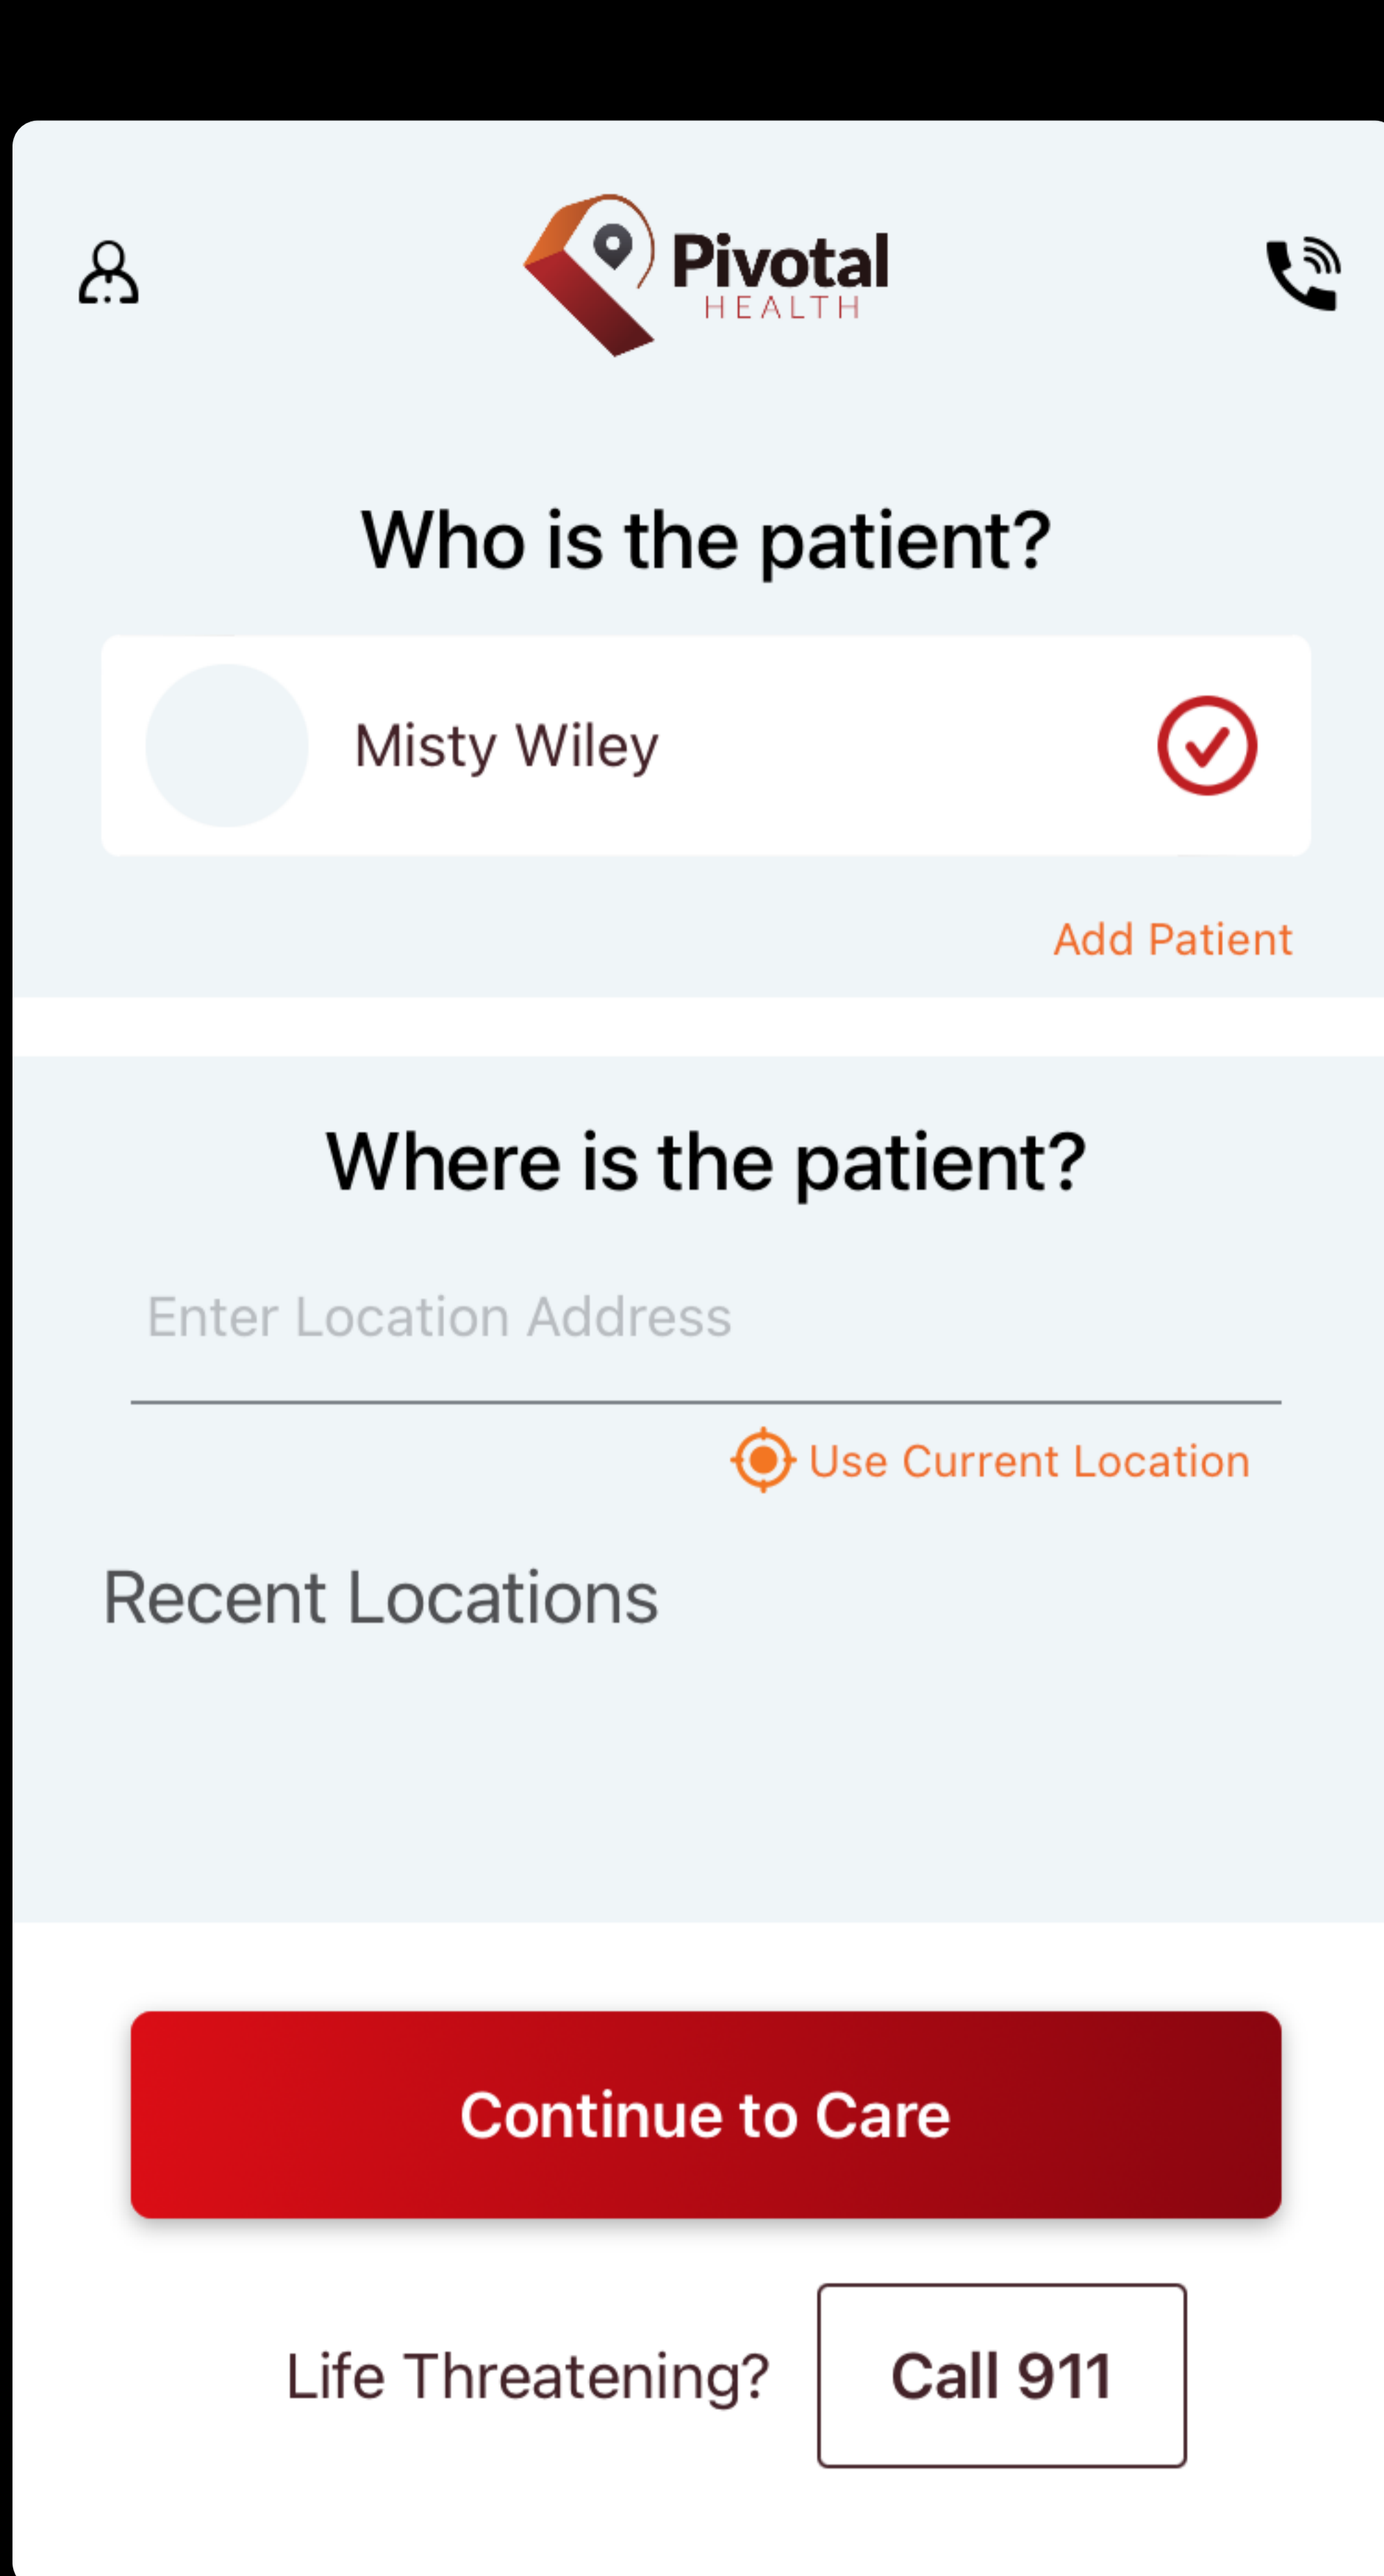 Pivotal
HEALTH
Who is the patient?
Misty Wiley
Add Patient
Where is the patient?
Enter Location Address
Use Current Location
Recent Locations
Continue to Care
Life Threatening?
Call 911